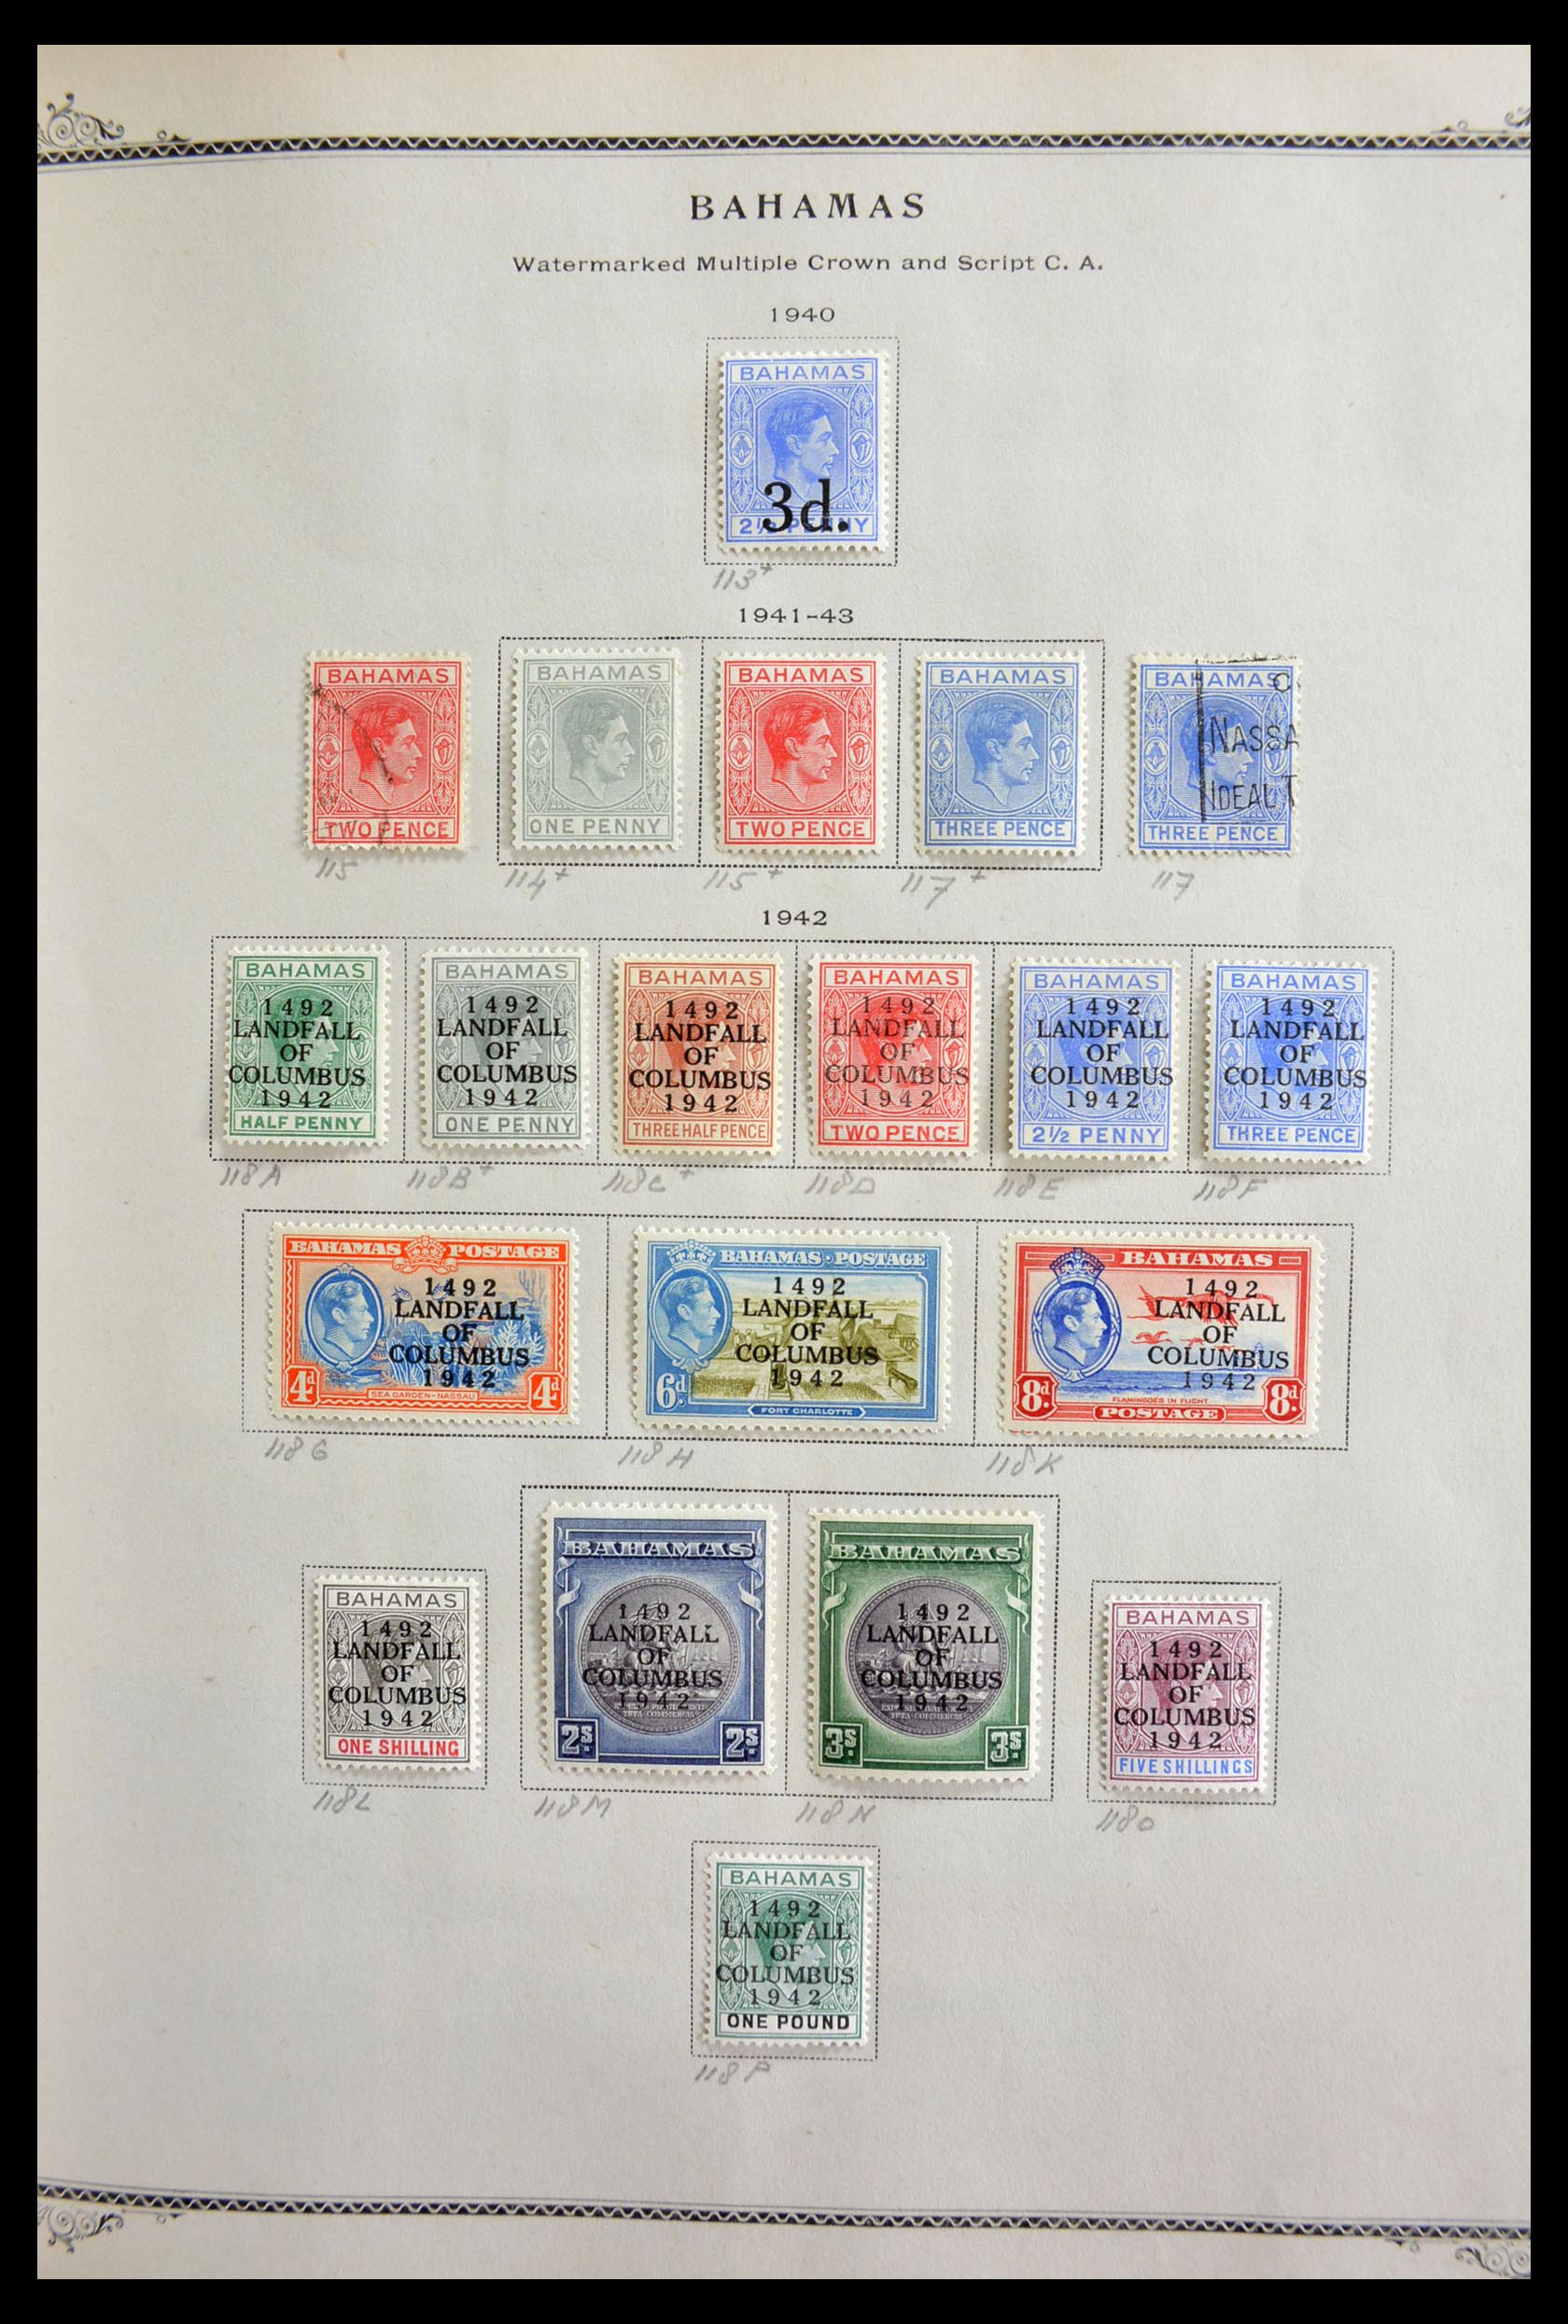 BAHAMAS
Watermarked Multiple Crown and Script C. A.
1940
BAHAMAS
3d.
2½ PENNY
113*
1941-43
BAHAMAS
TWO PENCE
115
BAHAMAS
ONE PENNY
114+
BAHAMAS
TWO PENCE
115+
BAHAMAS
THREE PENCE
117+
BAHAMAS
C
NASSA
IDEAL T
THREE PENCE
117
1942
BAHAMAS
1492
LANDFALL
OF
COLUMBUS
1942
HALF PENNY
118A
BAHAMAS
1492
LANDFALL
OF
COLUMBUS
1942
ONE PENNY
118B+
BAHAMAS
1492
LANDFALL
OF
COLUMBUS
1942
THREE HALF PENCE
118C+
BAHAMAS
1492
LANDFALL
OF
COLUMBUS
1942
TWO PENCE
118D
BAHAMAS
1492
LANDFALL
OF
COLUMBUS
1942
2½ PENNY
118E
BAHAMAS
1492
LANDFALL
OF
COLUMBUS
1942
THREE PENCE
118F
BAHAMAS POSTAGE
1492
LANDFALL
OF
COLUMBUS
1942
4d 4d
SEA GARDEN-NASSAU
118G
BAHAMAS·POSTAGE
1492
LANDFALL
OF
COLUMBUS
1942
6d.
FORT CHARLOTTE
118H
BAHAMAS
1492
LANDFALL
OF
COLUMBUS
1942
8d. 8d.
FLAMINGOES IN FLIGHT
POSTAGE
118K
BAHAMAS
1492
LANDFALL
OF
COLUMBUS
1942
ONE SHILLING
118L
BAHAMAS
1492
LANDFALL
OF
COLUMBUS
1942
2s. 2s.
118M
BAHAMAS
1492
LANDFALL
OF
COLUMBUS
1942
3s. 3s.
118N
BAHAMAS
1492
LANDFALL
OF
COLUMBUS
1942
FIVE SHILLINGS
118O
BAHAMAS
1492
LANDFALL
OF
COLUMBUS
1942
ONE POUND
118P